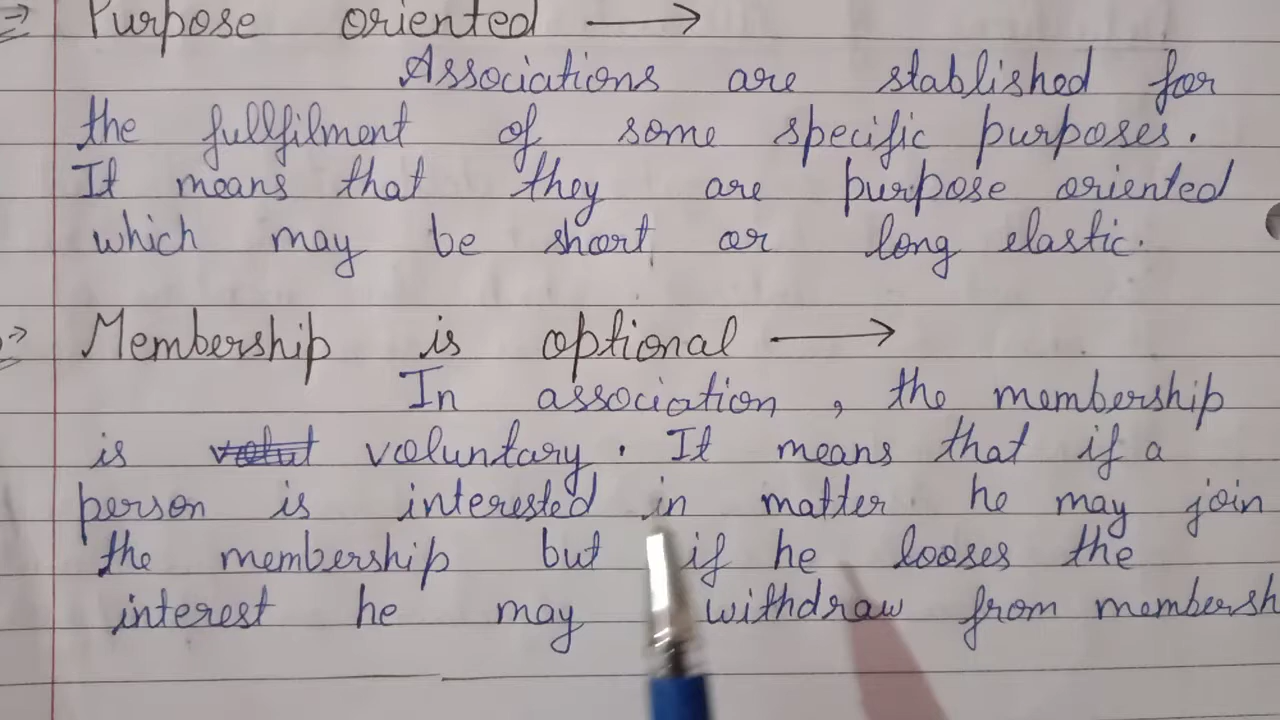 ⇒ Purpose oriented →
Associations are stablished for
the fullfilment of some specific purposes.
It means that they are purpose oriented
which may be short or long elastic.
⇒ Membership is optional →
In association, the membership
is voluntary. It means that if a
person is interested in matter he may join
the membership but if he looses the
interest he may withdraw from membersh